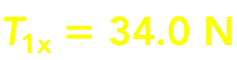 T₁ₓ = 34.0 N